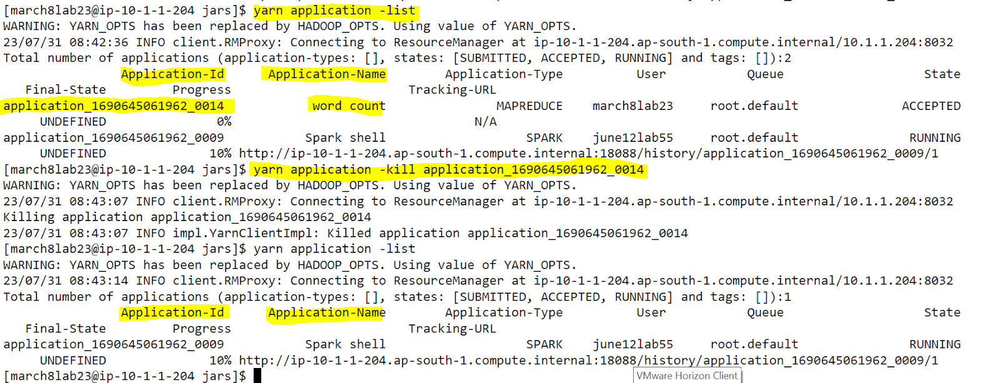 [march8lab23@ip-10-1-1-204 jars]$ yarn application -list
WARNING: YARN_OPTS has been replaced by HADOOP_OPTS. Using value of YARN_OPTS.
23/07/31 08:42:36 INFO client.RMProxy: Connecting to ResourceManager at ip-10-1-1-204.ap-south-1.compute.internal/10.1.1.204:8032
Total number of applications (application-types: [], states: [SUBMITTED, ACCEPTED, RUNNING] and tags: []):2
Application-Id Application-Name Application-Type User Queue State
Final-State Progress Tracking-URL
application_1690645061962_0014 word count MAPREDUCE march8lab23 root.default ACCEPTED
UNDEFINED 0% N/A
application_1690645061962_0009 Spark shell SPARK june12lab55 root.default RUNNING
UNDEFINED 10% http://ip-10-1-1-204.ap-south-1.compute.internal:18088/history/application_1690645061962_0009/1
[march8lab23@ip-10-1-1-204 jars]$ yarn application -kill application_1690645061962_0014
WARNING: YARN_OPTS has been replaced by HADOOP_OPTS. Using value of YARN_OPTS.
23/07/31 08:43:07 INFO client.RMProxy: Connecting to ResourceManager at ip-10-1-1-204.ap-south-1.compute.internal/10.1.1.204:8032
Killing application application_1690645061962_0014
23/07/31 08:43:07 INFO impl.YarnClientImpl: Killed application application_1690645061962_0014
[march8lab23@ip-10-1-1-204 jars]$ yarn application -list
WARNING: YARN_OPTS has been replaced by HADOOP_OPTS. Using value of YARN_OPTS.
23/07/31 08:43:14 INFO client.RMProxy: Connecting to ResourceManager at ip-10-1-1-204.ap-south-1.compute.internal/10.1.1.204:8032
Total number of applications (application-types: [], states: [SUBMITTED, ACCEPTED, RUNNING] and tags: []):1
Application-Id Application-Name Application-Type User Queue State
Final-State Progress Tracking-URL
application_1690645061962_0009 Spark shell SPARK june12lab55 root.default RUNNING
UNDEFINED 10% http://ip-10-1-1-204.ap-south-1.compute.internal:18088/history/application_1690645061962_0009/1
[march8lab23@ip-10-1-1-204 jars]$
VMware Horizon Client